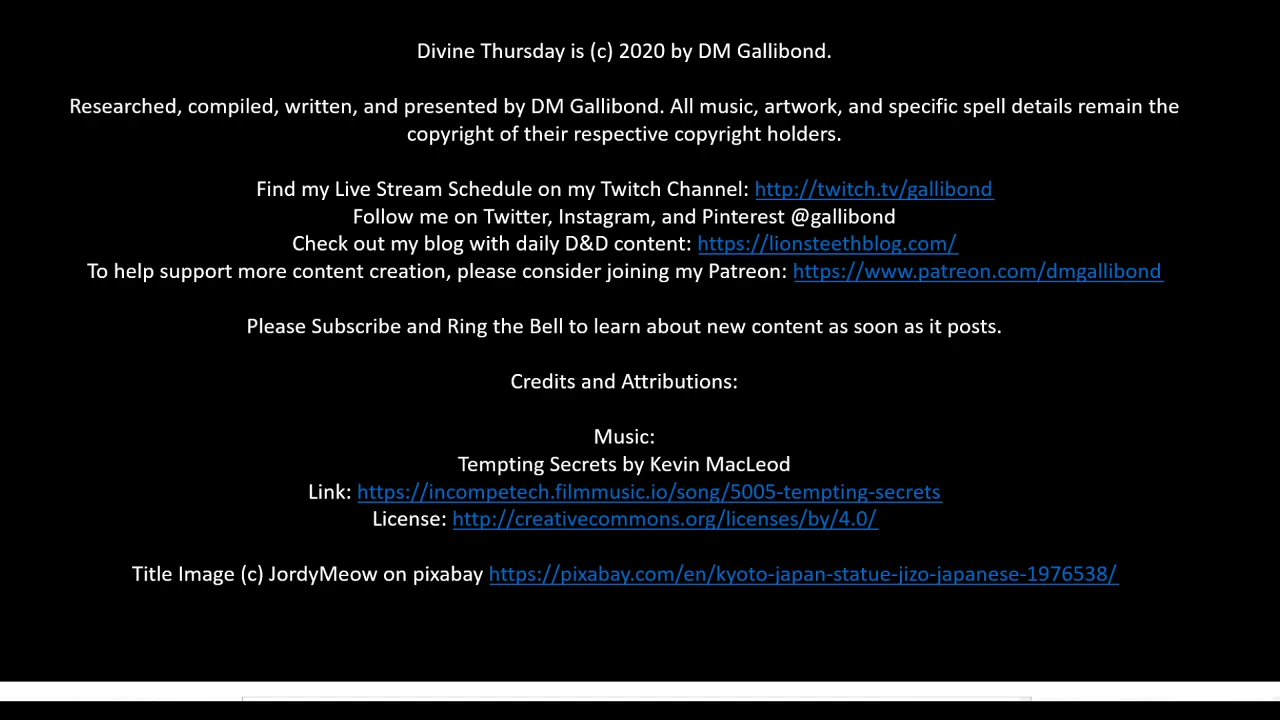 Divine Thursday is (c) 2020 by DM Gallibond.
Researched, compiled, written, and presented by DM Gallibond. All music, artwork, and specific spell details remain the
copyright of their respective copyright holders.
Find my Live Stream Schedule on my Twitch Channel: http://twitch.tv/gallibond
Follow me on Twitter, Instagram, and Pinterest @gallibond
Check out my blog with daily D&D content: https://lionsteethblog.com/
To help support more content creation, please consider joining my Patreon: https://www.patreon.com/dmgallibond
Please Subscribe and Ring the Bell to learn about new content as soon as it posts.
Credits and Attributions:
Music:
Tempting Secrets by Kevin MacLeod
Link: https://incompetech.filmmusic.io/song/5005-tempting-secrets
License: http://creativecommons.org/licenses/by/4.0/
Title Image (c) JordyMeow on pixabay https://pixabay.com/en/kyoto-japan-statue-jizo-japanese-1976538/